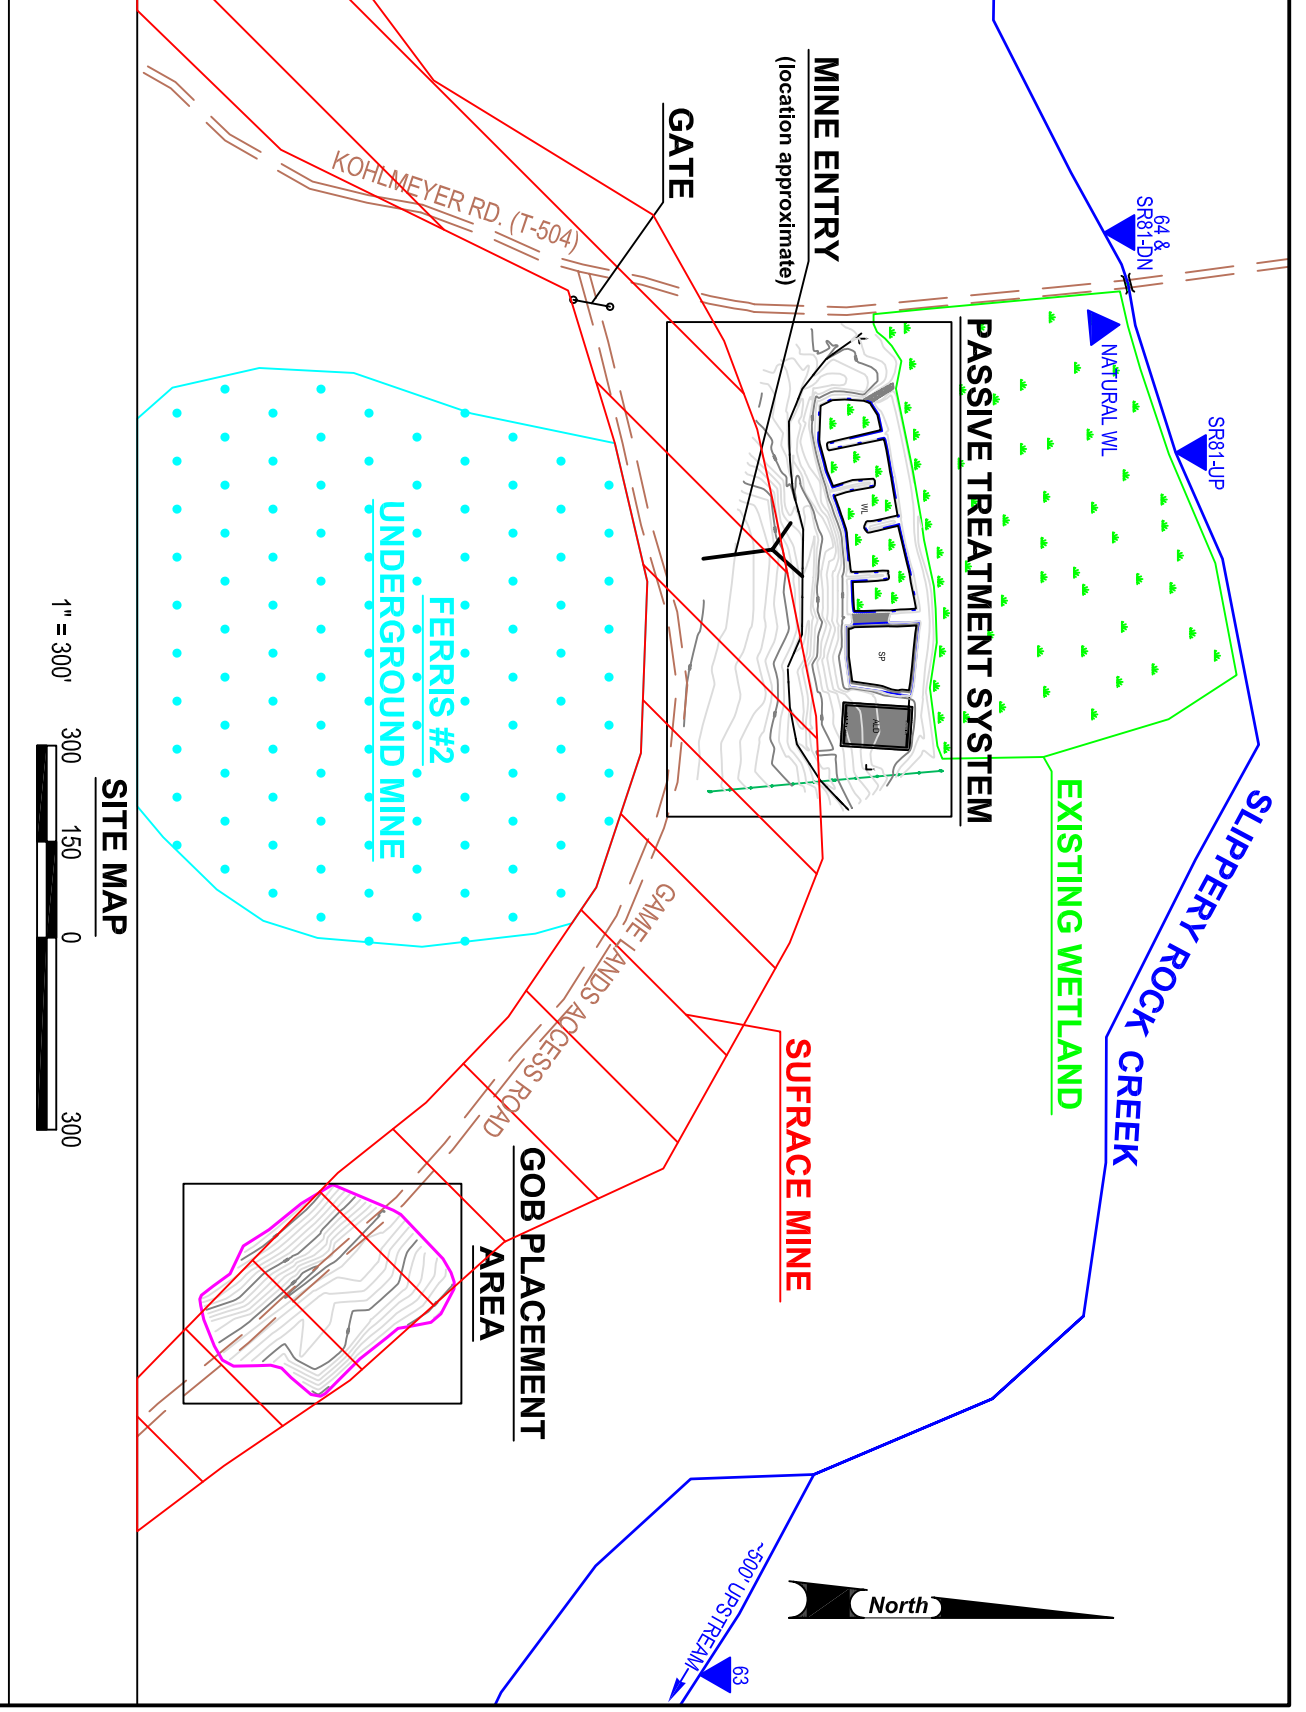 SLIPPERY ROCK CREEK
64 &
SR81-DN
SR81-UP
NATURAL WL
EXISTING WETLAND
PASSIVE TREATMENT SYSTEM
MINE ENTRY
(location approximate)
GATE
KOHLMEYER RD. (T-504)
WL
SP
ALD
SUFRACE MINE
GAME LANDS ACCESS ROAD
FERRIS #2
UNDERGROUND MINE
GOB PLACEMENT
AREA
~500' UPSTREAM
63
North
SITE MAP
1" = 300'
300
150
0
300